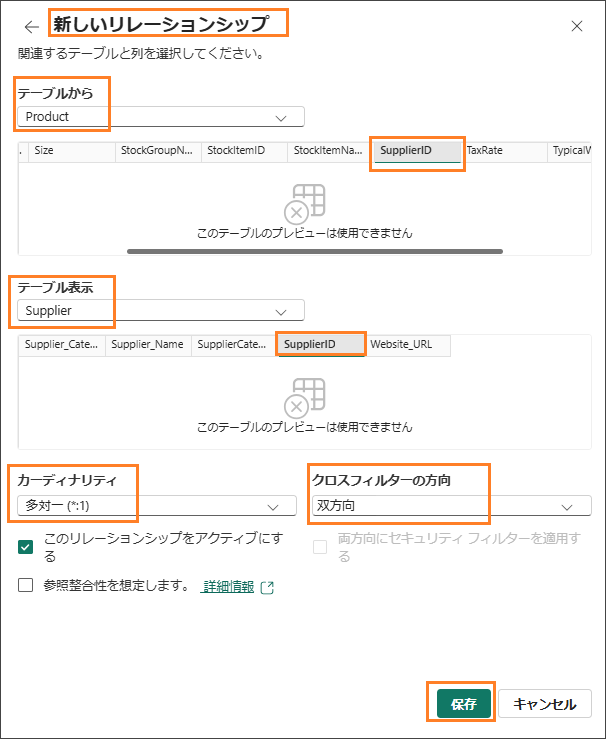 新しいリレーションシップ
関連するテーブルと列を選択してください。
テーブルから
Product
. Size StockGroupN... StockItemID StockItemNa... SupplierID TaxRate TypicalW
このテーブルのプレビューは使用できません
テーブル表示
Supplier
Supplier_Cate... Supplier_Name SupplierCate... SupplierID Website_URL
このテーブルのプレビューは使用できません
カーディナリティ クロスフィルターの方向
多対一 (*:1) 双方向
このリレーションシップをアクティブにす
る
両方向にセキュリティ フィルターを適用す
る
参照整合性を想定します。 詳細情報
保存 キャンセル